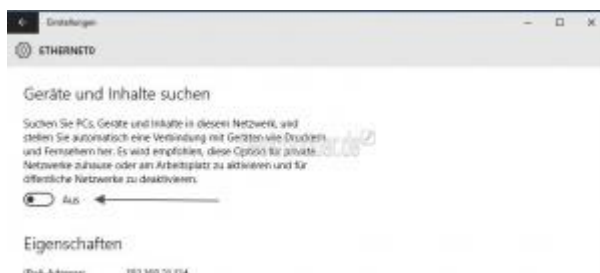 Einstellungen
ETHERNET0
Geräte und Inhalte suchen
Suchen Sie PCs, Geräte und Inhalte in diesem Netzwerk, und
stellen Sie automatisch eine Verbindung mit Geräten wie Druckern
und Fernsehern her. Es wird empfohlen, diese Option für private
Netzwerke zuhause oder am Arbeitsplatz zu aktivieren und für
öffentliche Netzwerke zu deaktivieren.
Aus
Eigenschaften